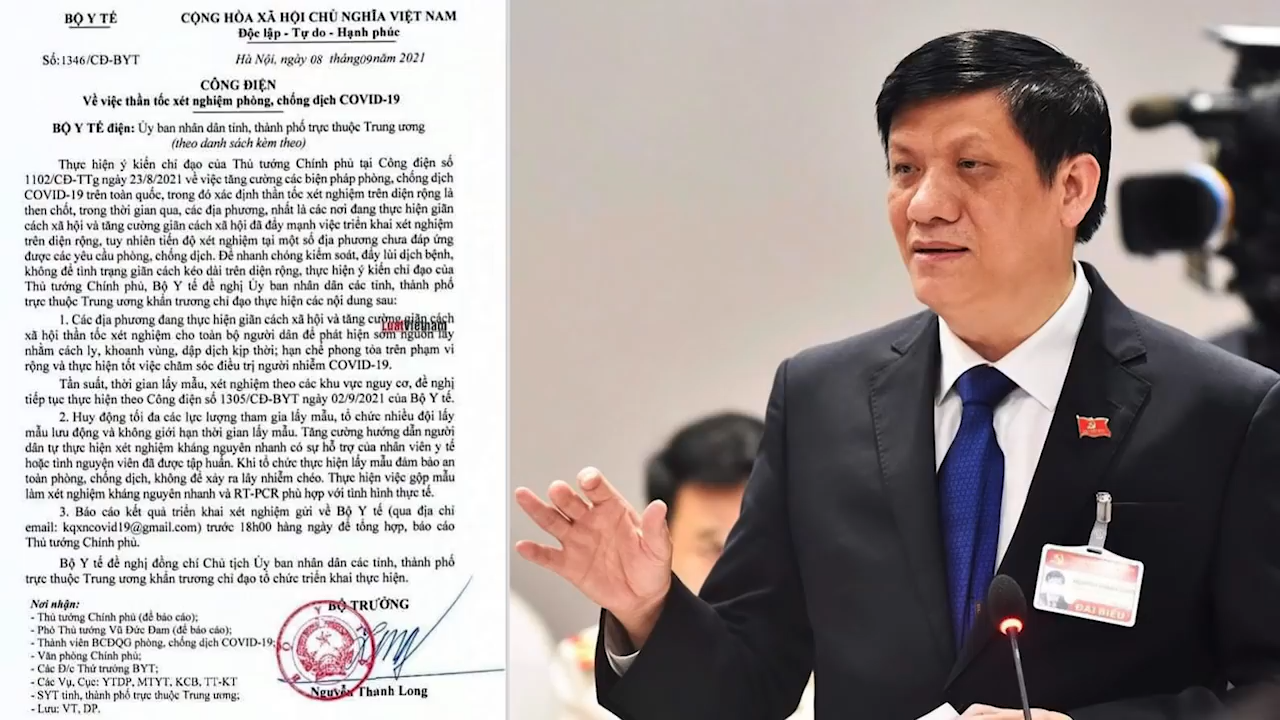 BỘ Y TẾ
CỘNG HÒA XÃ HỘI CHỦ NGHĨA VIỆT NAM
Độc lập - Tự do - Hạnh phúc
Số:1346/CĐ-BYT
Hà Nội, ngày 08 tháng09năm 2021
CÔNG ĐIỆN
Về việc thần tốc xét nghiệm phòng, chống dịch COVID-19
BỘ Y TẾ điện: Ủy ban nhân dân tỉnh, thành phố trực thuộc Trung ương
(theo danh sách kèm theo)
Thực hiện ý kiến chỉ đạo của Thủ tướng Chính phủ tại Công điện số
1102/CĐ-TTg ngày 23/8/2021 về việc tăng cường các biện pháp phòng, chống dịch
COVID-19 trên toàn quốc, trong đó xác định thần tốc xét nghiệm trên diện rộng là
then chốt, trong thời gian qua, các địa phương, nhất là các nơi đang thực hiện giãn
cách xã hội và tăng cường giãn cách xã hội đã đẩy mạnh việc triển khai xét nghiệm
trên diện rộng, tuy nhiên tiến độ xét nghiệm tại một số địa phương chưa đáp ứng
được các yêu cầu phòng, chống dịch. Để nhanh chóng kiểm soát, đẩy lùi dịch bệnh,
không để tình trạng giãn cách kéo dài trên diện rộng, thực hiện ý kiến chỉ đạo của
Thủ tướng Chính phủ, Bộ Y tế đề nghị Ủy ban nhân dân các tỉnh, thành phố
trực thuộc Trung ương khẩn trương chỉ đạo thực hiện các nội dung sau:
1. Các địa phương đang thực hiện giãn cách xã hội và tăng cường giãn cách
xã hội thần tốc xét nghiệm cho toàn bộ người dân để phát hiện sớm nguồn lây
LuatVietnam
nhằm cách ly, khoanh vùng, dập dịch kịp thời; hạn chế phong tỏa trên phạm vi
rộng và thực hiện tốt việc chăm sóc điều trị người nhiễm COVID-19.
Tần suất, thời gian lấy mẫu, xét nghiệm theo các khu vực nguy cơ, đề nghị
tiếp tục thực hiện theo Công điện số 1305/CĐ-BYT ngày 02/9/2021 của Bộ Y tế.
2. Huy động tối đa các lực lượng tham gia lấy mẫu, tổ chức nhiều đội lấy
mẫu lưu động và không giới hạn thời gian lấy mẫu. Tăng cường hướng dẫn người
dân tự thực hiện xét nghiệm kháng nguyên nhanh có sự hỗ trợ của nhân viên y tế
hoặc tình nguyện viên đã được tập huấn. Khi tổ chức thực hiện lấy mẫu đảm bảo an
toàn phòng, chống dịch, không để xảy ra lây nhiễm chéo. Thực hiện việc gộp mẫu
làm xét nghiệm kháng nguyên nhanh và RT-PCR phù hợp với tình hình thực tế.
3. Báo cáo kết quả triển khai xét nghiệm gửi về Bộ Y tế (qua địa chỉ
email: kqxncovid19@gmail.com) trước 18h00 hàng ngày để tổng hợp, báo cáo
Thủ tướng Chính phủ.
Bộ Y tế đề nghị đồng chí Chủ tịch Ủy ban nhân dân các tỉnh, thành phố
trực thuộc Trung ương khẩn trương chỉ đạo tổ chức triển khai thực hiện.
Nơi nhận:
- Thủ tướng Chính phủ (để báo cáo);
- Phó Thủ tướng Vũ Đức Đam (để báo cáo);
- Thành viên BCĐQG phòng, chống dịch COVID-19;
- Văn phòng Chính phủ;
- Các Đ/c Thứ trưởng BYT;
- Các Vụ, Cục: YTDP, MTYT, KCB, TT-KT
- SYT tỉnh, thành phố trực thuộc Trung ương;
- Lưu: VT, DP.
BỘ TRƯỞNG
Nguyễn Thanh Long
ĐẠI BIỂU